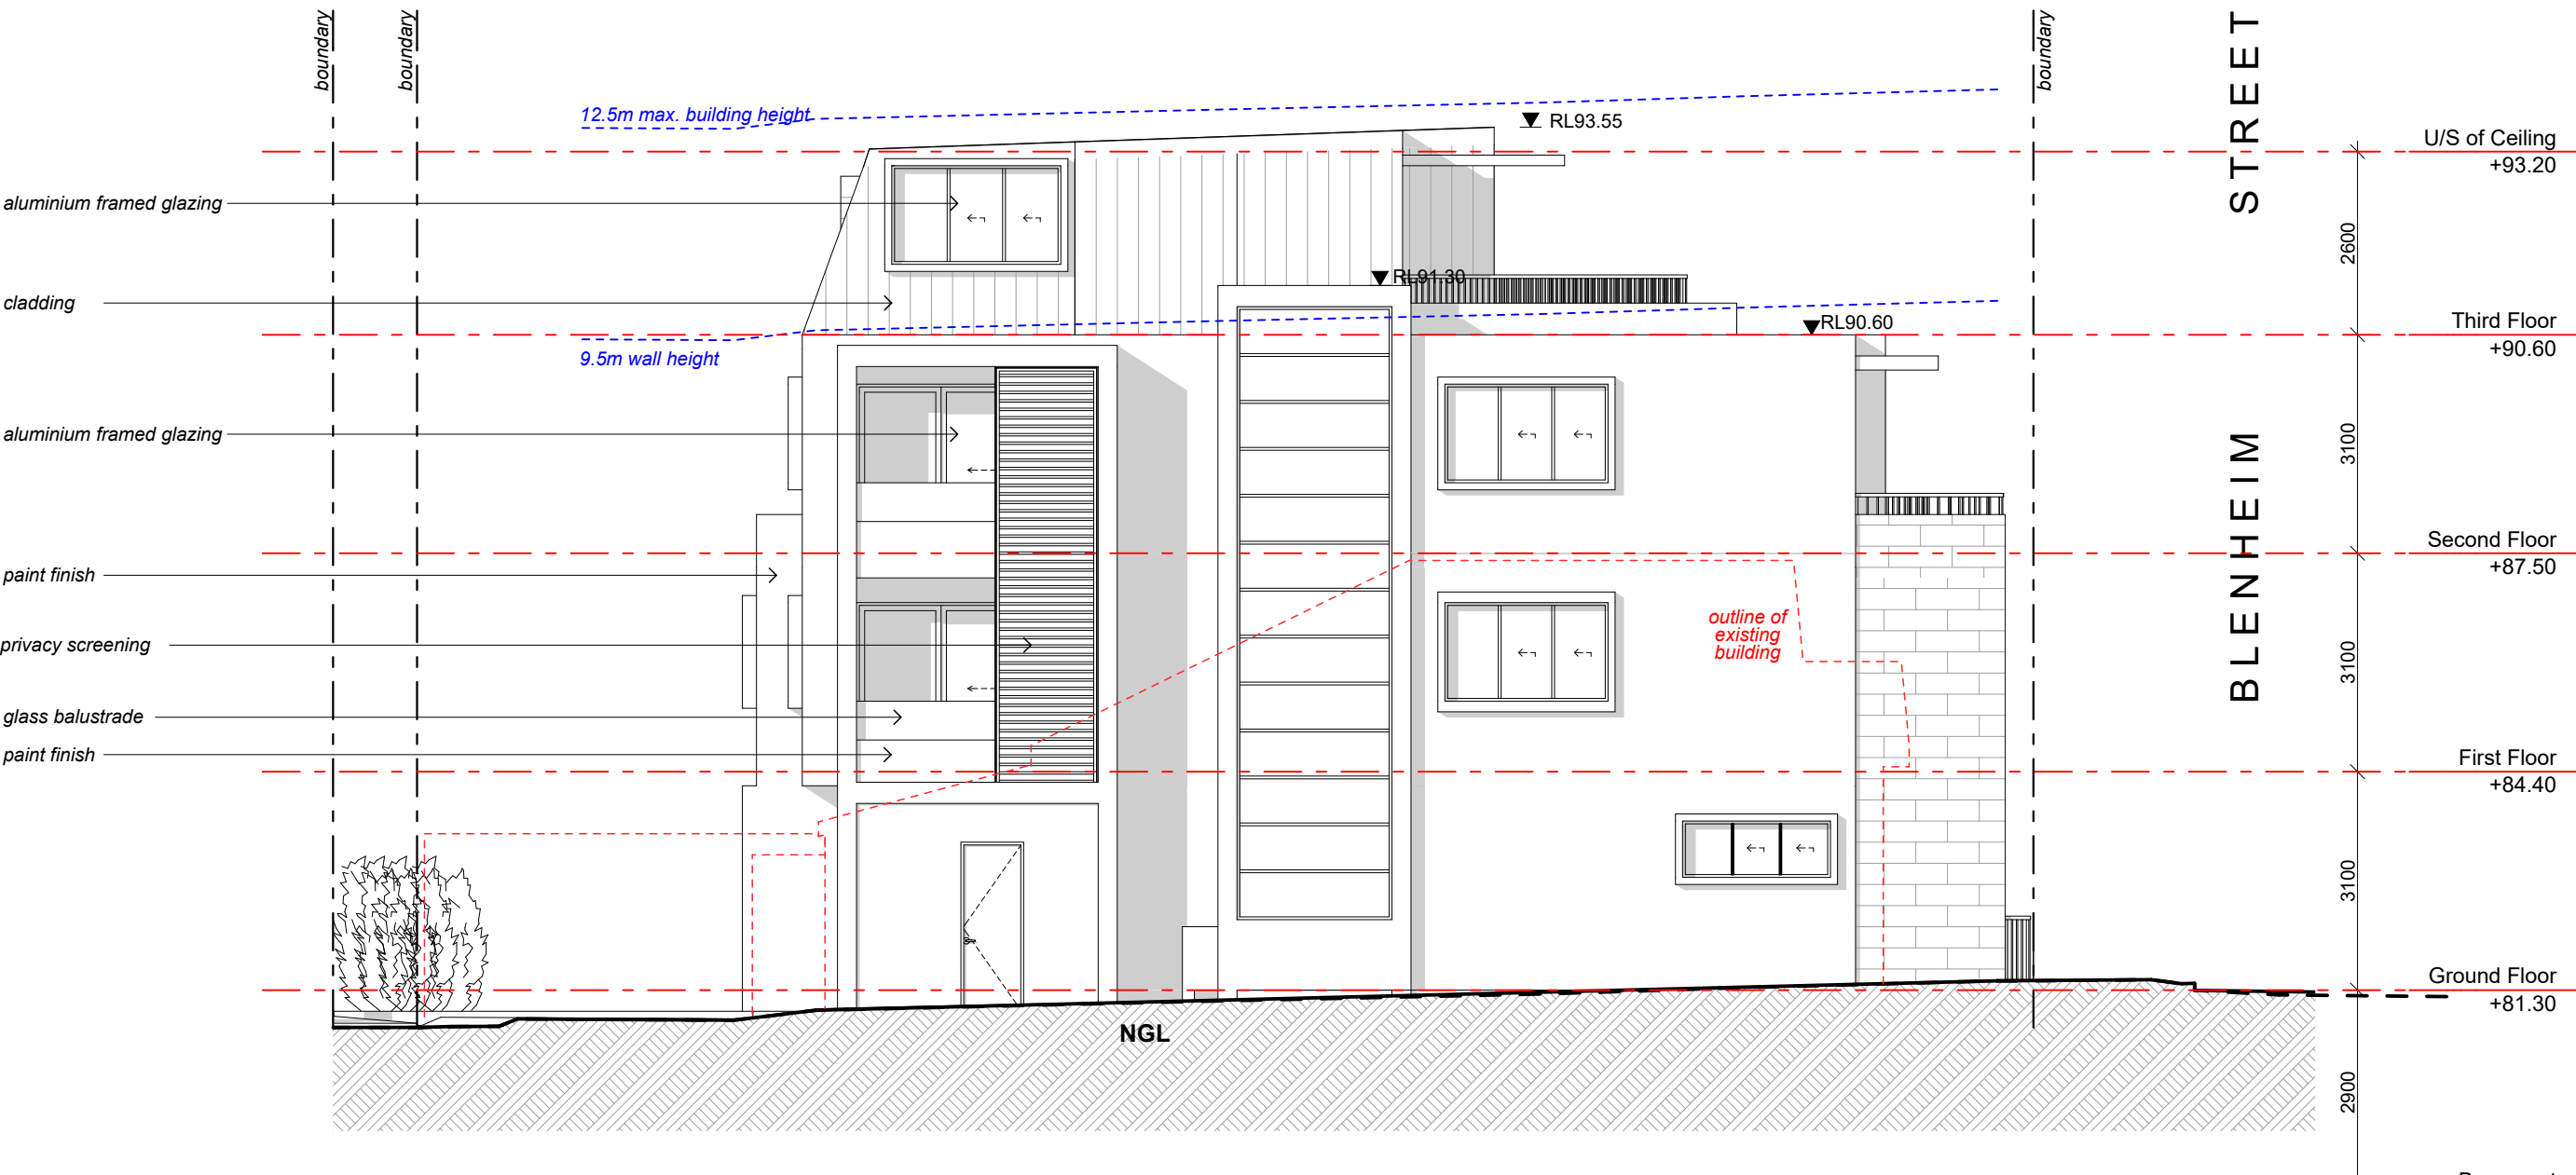 boundary
boundary
boundary
STREET
12.5m max. building height
RL93.55
U/S of Ceiling
+93.20
aluminium framed glazing
2600
RL91.30
cladding
Third Floor
RL90.60
+90.60
9.5m wall height
aluminium framed glazing
3100
BLENHEIM
Second Floor
+87.50
paint finish
outline of
existing
building
privacy screening
3100
glass balustrade
paint finish
First Floor
+84.40
3100
Ground Floor
+81.30
NGL
2900